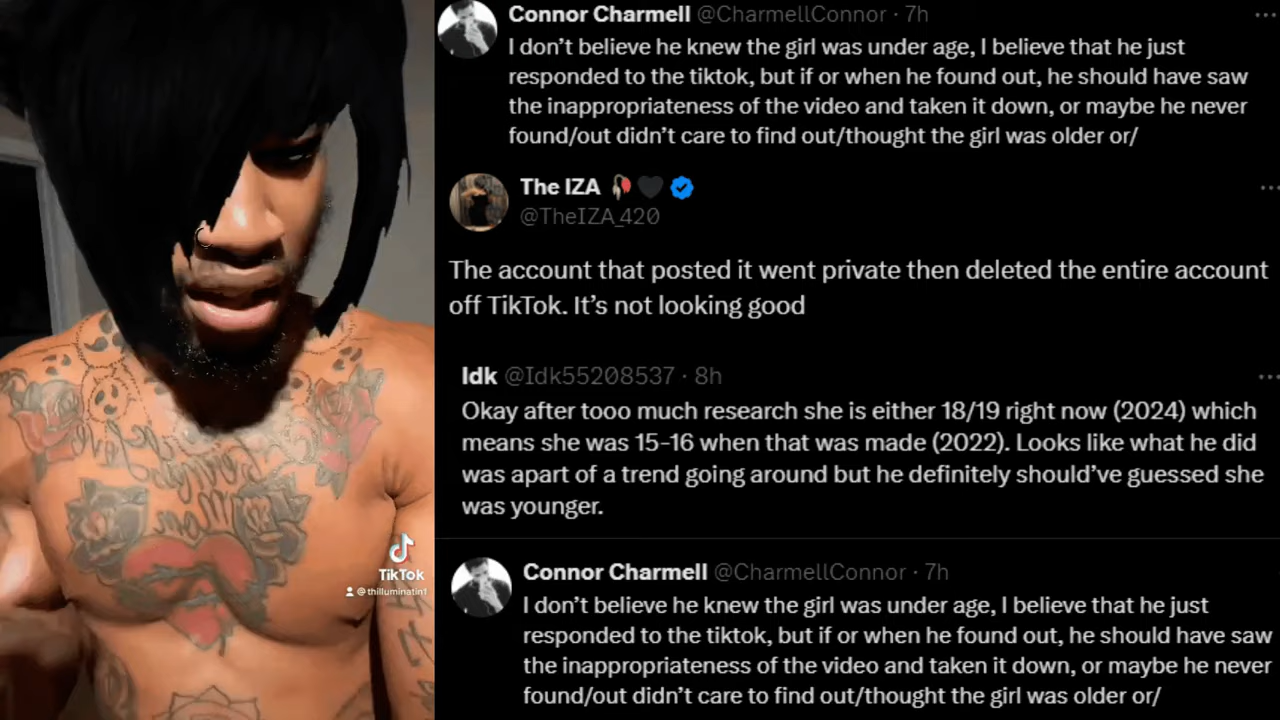 Connor Charmell @CharmellConnor · 7h
I don't believe he knew the girl was under age, I believe that he just
responded to the tiktok, but if or when he found out, he should have saw
the inappropriateness of the video and taken it down, or maybe he never
found/out didn't care to find out/thought the girl was older or/
The IZA
@TheIZA_420
The account that posted it went private then deleted the entire account
off TikTok. It's not looking good
Idk @Idk55208537 · 8h
Okay after tooo much research she is either 18/19 right now (2024) which
means she was 15-16 when that was made (2022). Looks like what he did
was apart of a trend going around but he definitely should've guessed she
was younger.
Connor Charmell @CharmellConnor · 7h
I don't believe he knew the girl was under age, I believe that he just
responded to the tiktok, but if or when he found out, he should have saw
the inappropriateness of the video and taken it down, or maybe he never
found/out didn't care to find out/thought the girl was older or/
TikTok
@thilluminatin1
Mom